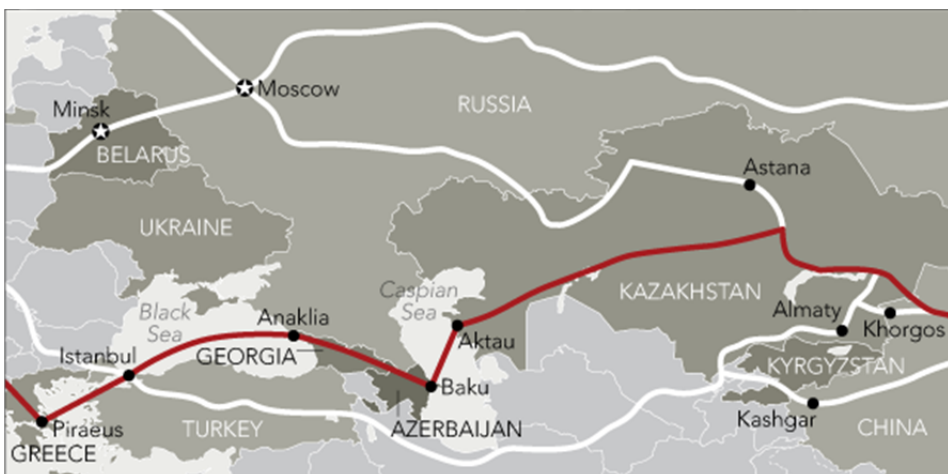 Moscow
Minsk
RUSSIA
BELARUS
Astana
UKRAINE
Caspian
Sea
KAZAKHSTAN
Black
Sea
Anaklia
Almaty
Khorgos
Aktau
Istanbul
GEORGIA
KYRGYZSTAN
Baku
Kashgar
Piraeus
TURKEY
AZERBAIJAN
CHINA
GREECE